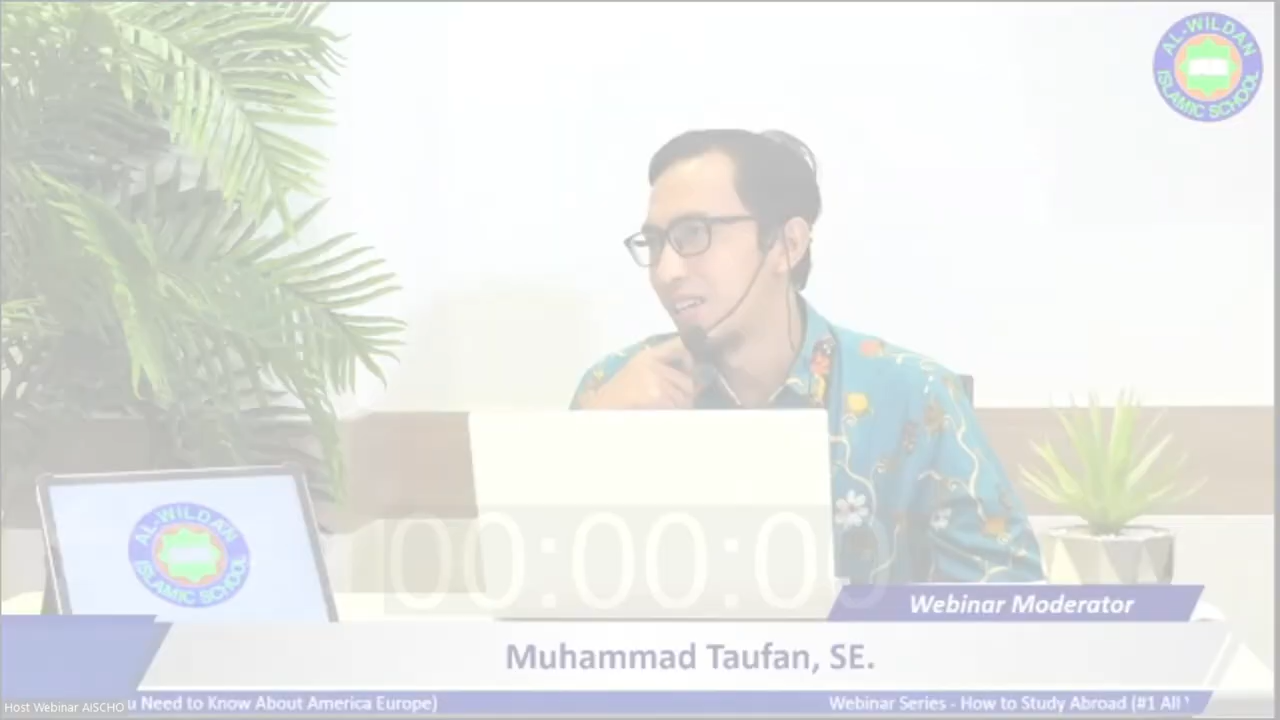 AL-WILDAN
ISLAMIC SCHOOL
AL-WILDAN
ISLAMIC SCHOOL
00:00:00
Webinar Moderator
Muhammad Taufan, SE.
Host Webinar AISCHO
u Need to Know About America Europe)
Webinar Series - How to Study Abroad (#1 All